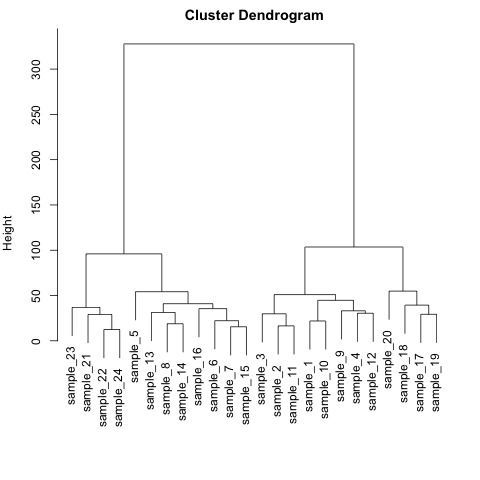 Cluster Dendrogram
Height
300
250
200
150
100
50
0
sample_23
sample_21
sample_22
sample_24
sample_5
sample_13
sample_8
sample_14
sample_16
sample_6
sample_7
sample_15
sample_3
sample_2
sample_11
sample_1
sample_10
sample_9
sample_4
sample_12
sample_20
sample_18
sample_17
sample_19